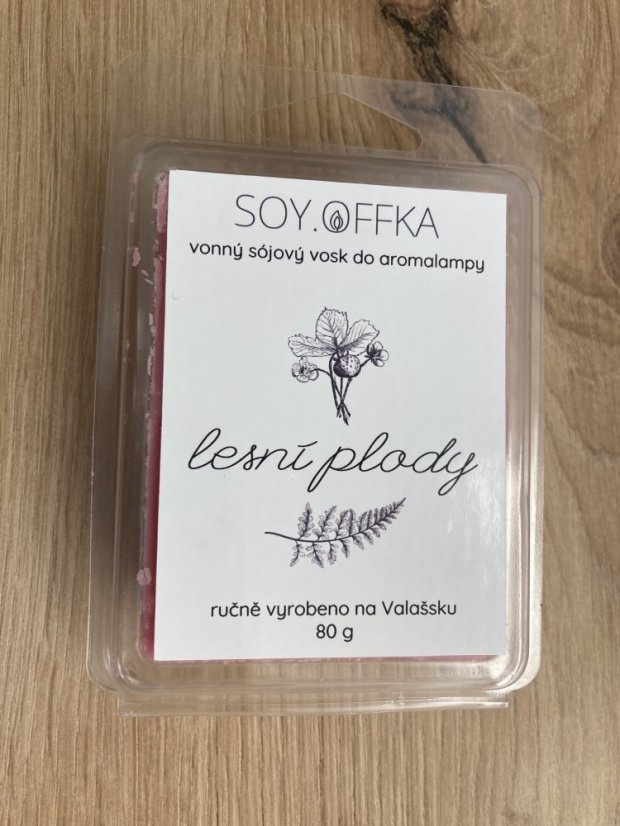 SOY.OFFKA
vonný sójový vosk do aromalampy
lesní plody
ručně vyrobeno na Valašsku
80 g